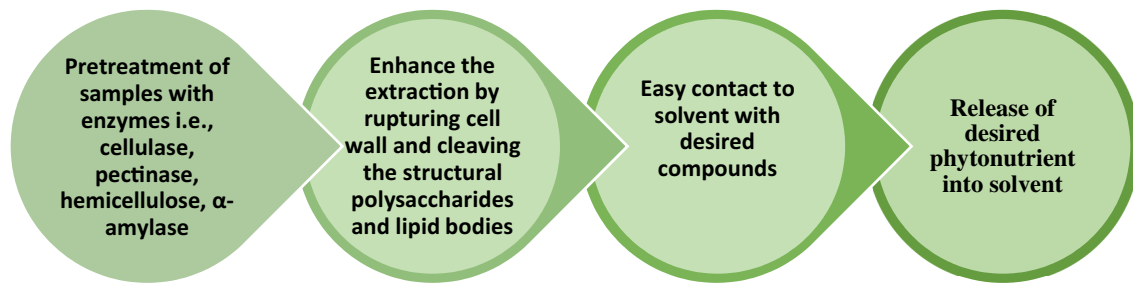 Pretreatment of
samples with
enzymes i.e.,
cellulase,
pectinase,
hemicellulose, α-
amylase
Enhance the
extraction by
rupturing cell
wall and cleaving
the structural
polysaccharides
and lipid bodies
Easy contact to
solvent with
desired
compounds
Release of
desired
phytonutrient
into solvent